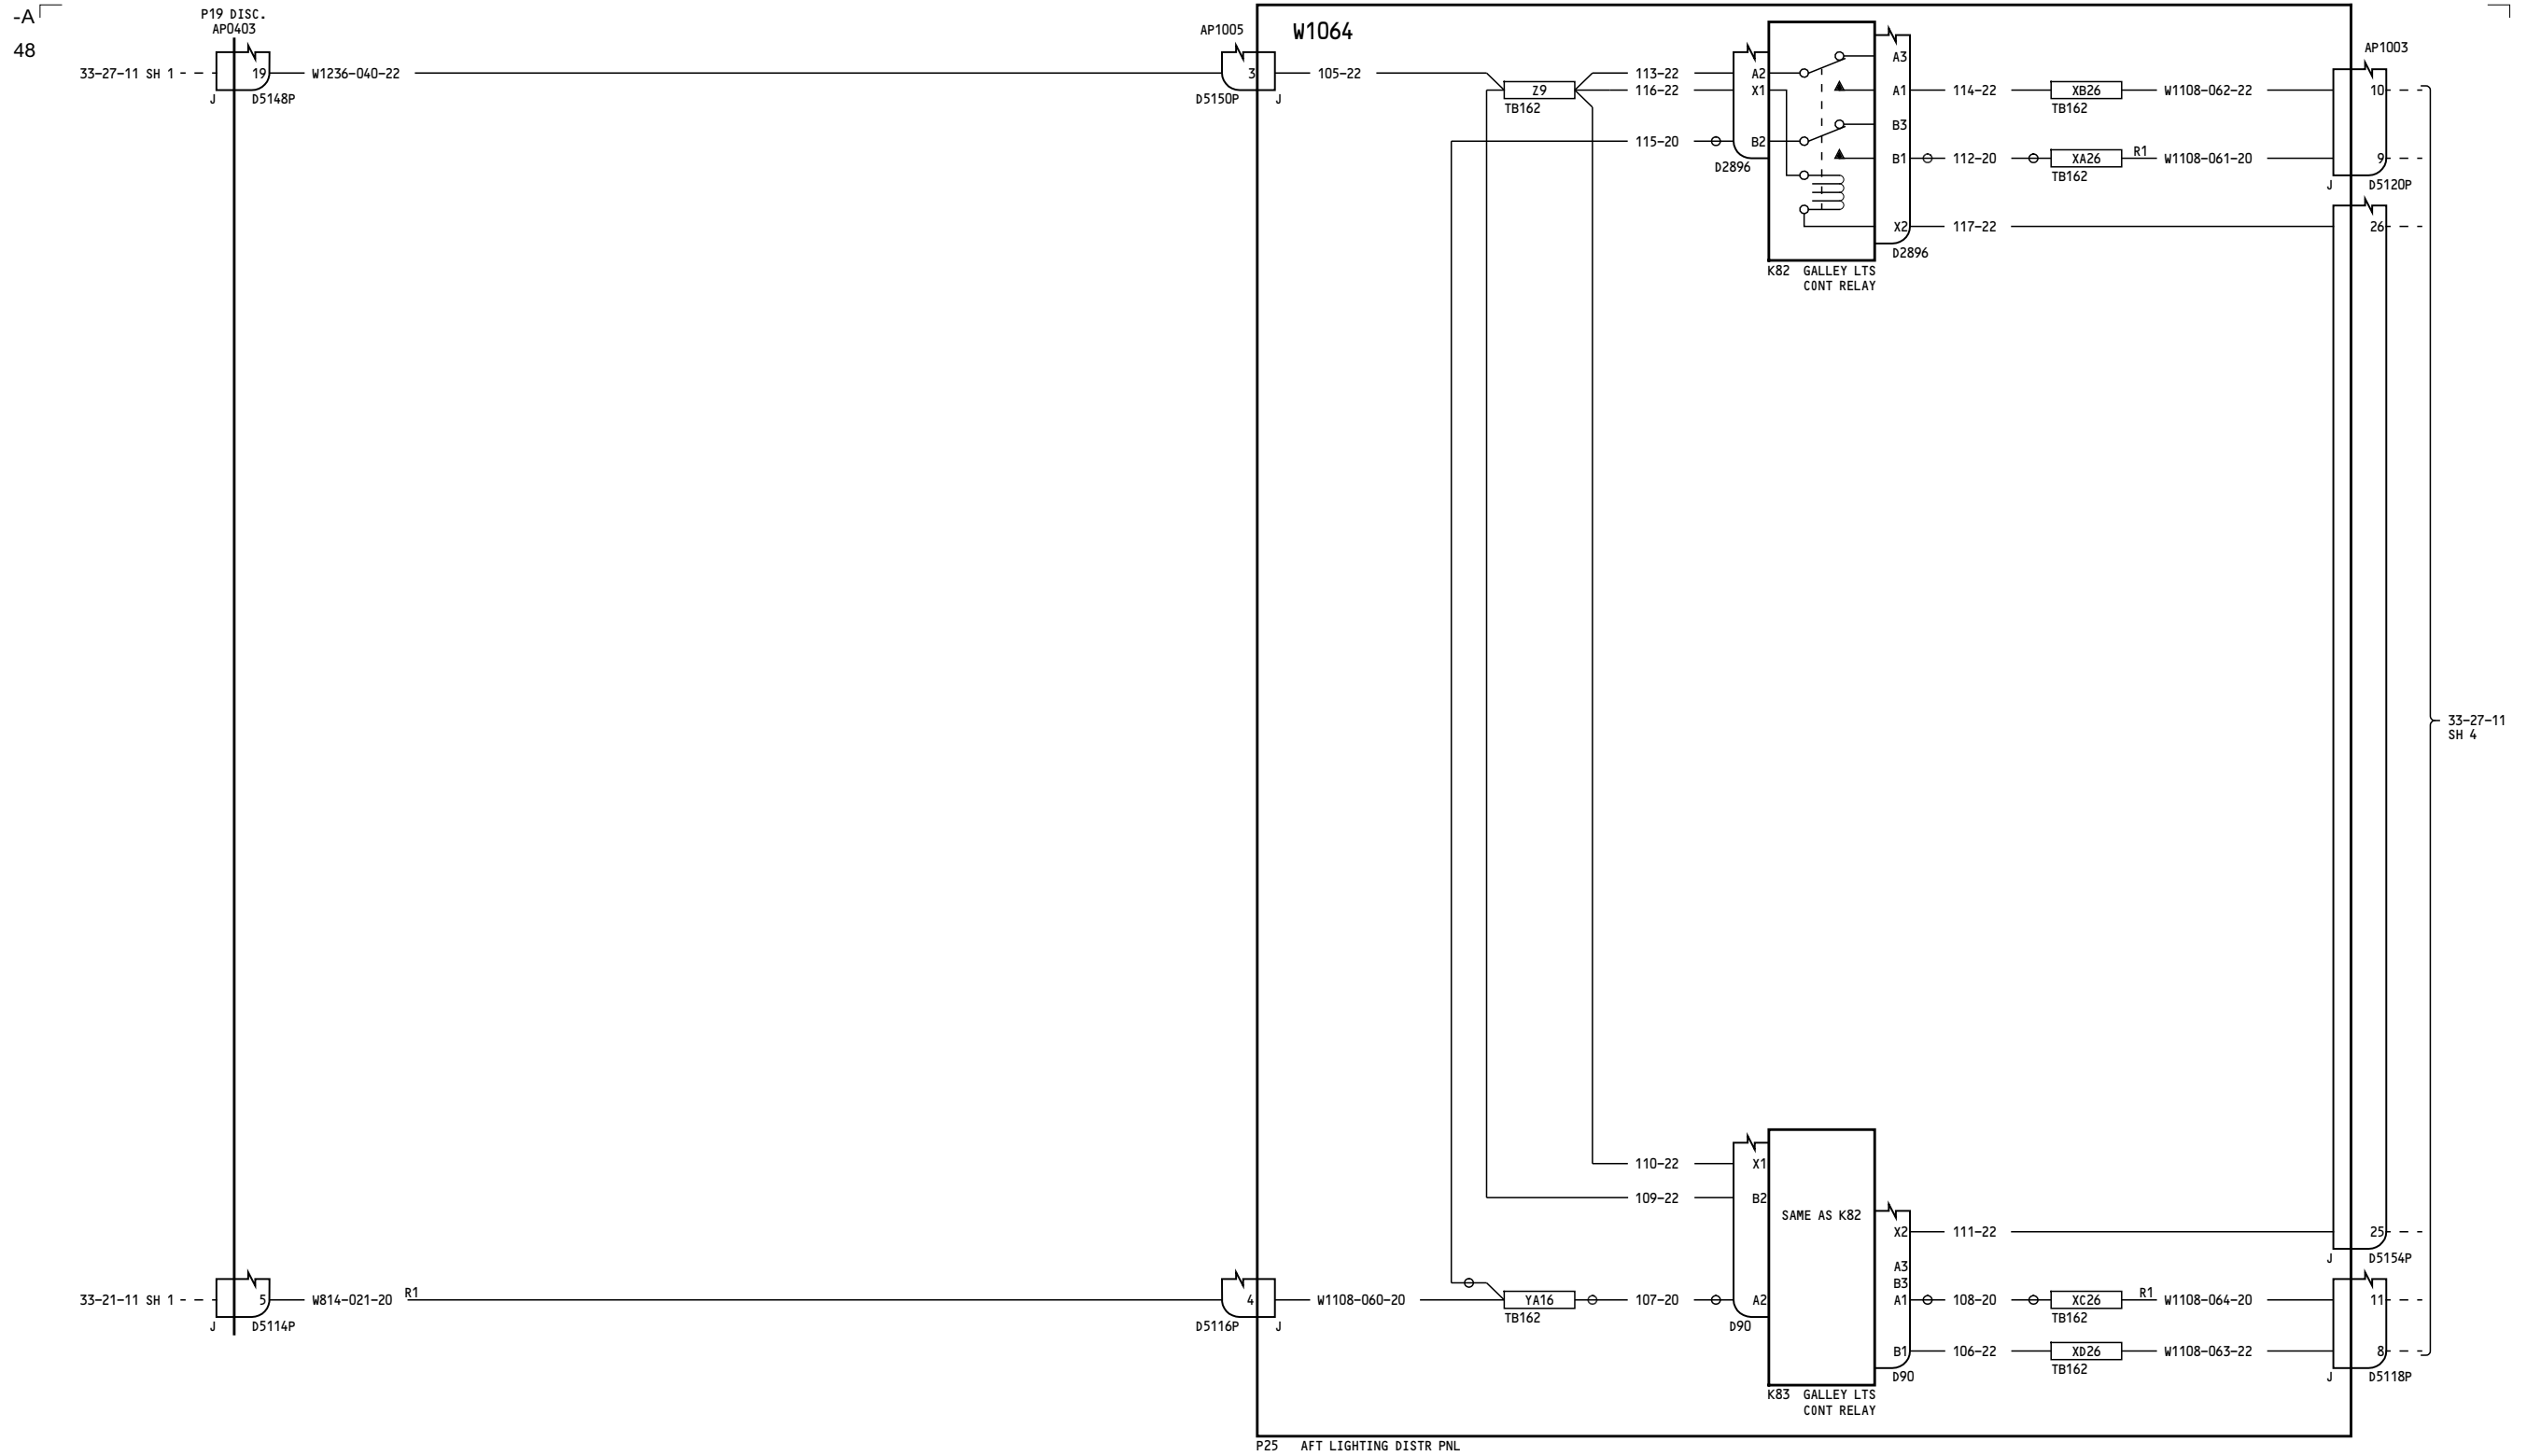 -A
48
P19 DISC.
AP0403
33-27-11 SH 1
19
W1236-040-22
J
D5148P
AP1005
3
D5150P
J
W1064
105-22
Z9
TB162
113-22
116-22
115-20
A2
X1
B2
D2896
A3
A1
B3
B1
X2
D2896
K82 GALLEY LTS
CONT RELAY
114-22
XB26
TB162
W1108-062-22
112-20
XA26
TB162
R1
W1108-061-20
117-22
AP1003
10
9
J
D5120P
26
33-27-11
SH 4
110-22
109-22
X1
B2
SAME AS K82
X2
111-22
25
J
D5154P
33-21-11 SH 1
5
W814-021-20
R1
J
D5114P
4
D5116P
J
W1108-060-20
YA16
TB162
107-20
A2
D90
A3
B3
A1
108-20
XC26
TB162
R1
W1108-064-20
11
B1
106-22
XD26
TB162
W1108-063-22
8
D90
J
D5118P
K83 GALLEY LTS
CONT RELAY
P25 AFT LIGHTING DISTR PNL